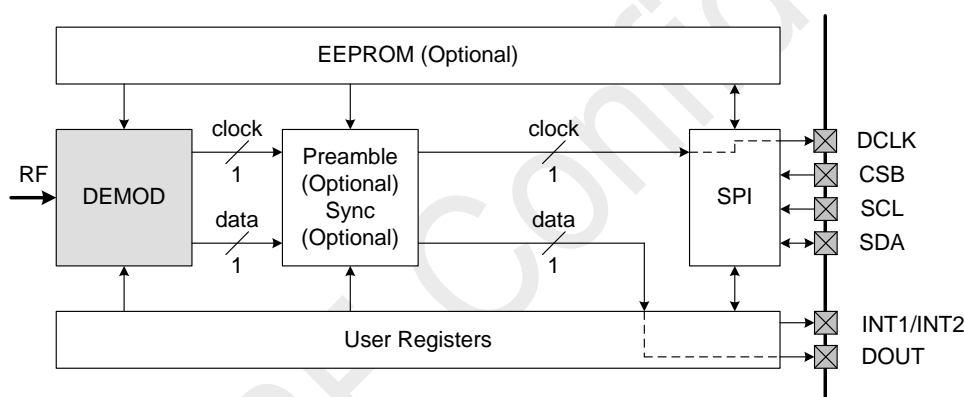 EEPROM (Optional)
clock
1
clock
1
DCLK
RF
DEMOD
Preamble
(Optional)
Sync
(Optional)
SPI
CSB
SCL
data
1
data
1
SDA
User Registers
INT1/INT2
DOUT